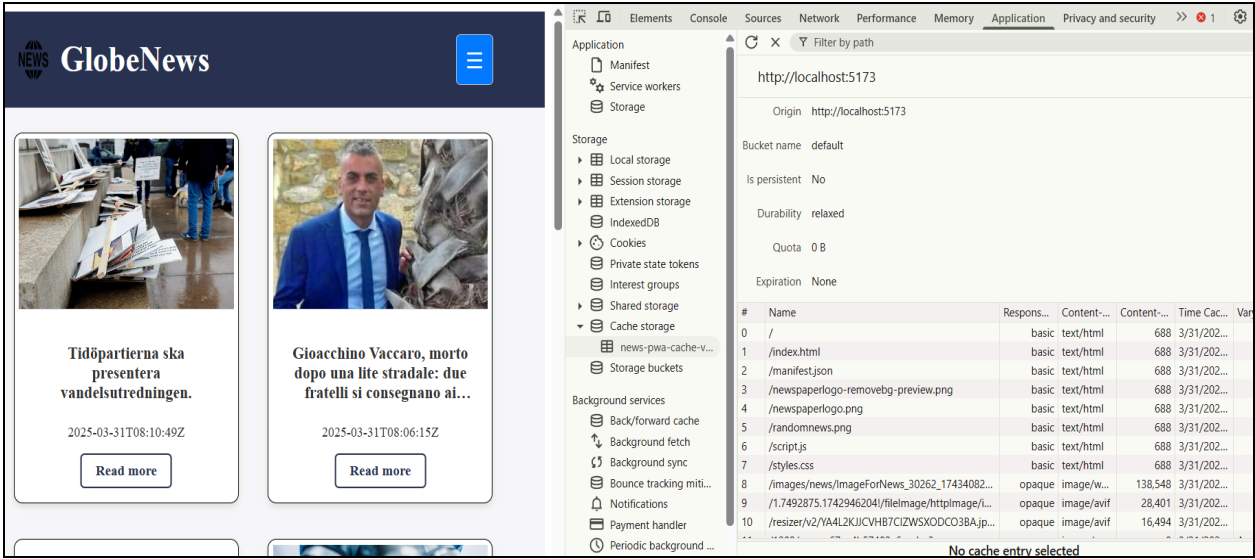 NEWS
GlobeNews
☰
Tidöpartierna ska
presentera
vandelsutredningen.
2025-03-31T08:10:49Z
Read more
Gioacchino Vaccaro, morto
dopo una lite stradale: due
fratelli si consegnano ai…
2025-03-31T08:06:15Z
Read more
Elements Console Sources Network Performance Memory Application Privacy and security 1
Application
Manifest
Service workers
Storage
Storage
Local storage
Session storage
Extension storage
IndexedDB
Cookies
Private state tokens
Interest groups
Shared storage
Cache storage
news-pwa-cache-v...
Storage buckets
Background services
Back/forward cache
Background fetch
Background sync
Bounce tracking miti...
Notifications
Payment handler
Periodic background ...
Filter by path
http://localhost:5173
Origin http://localhost:5173
Bucket name default
Is persistent No
Durability relaxed
Quota 0 B
Expiration None
# Name Respons... Content-... Content-... Time Cac... Vary
0 / basic text/html 688 3/31/202...
1 /index.html basic text/html 688 3/31/202...
2 /manifest.json basic text/html 688 3/31/202...
3 /newspaperlogo-removebg-preview.png basic text/html 688 3/31/202...
4 /newspaperlogo.png basic text/html 688 3/31/202...
5 /randomnews.png basic text/html 688 3/31/202...
6 /script.js basic text/html 688 3/31/202...
7 /styles.css basic text/html 688 3/31/202...
8 /images/news/ImageForNews_30262_17434082... opaque image/w... 138,548 3/31/202...
9 /1.7492875.1742946204!/fileImage/httpImage/i... opaque image/avif 28,401 3/31/202...
10 /resizer/v2/YA4L2KJJCVHB7CIZWSXODCO3BA.jp... opaque image/avif 16,494 3/31/202...
No cache entry selected